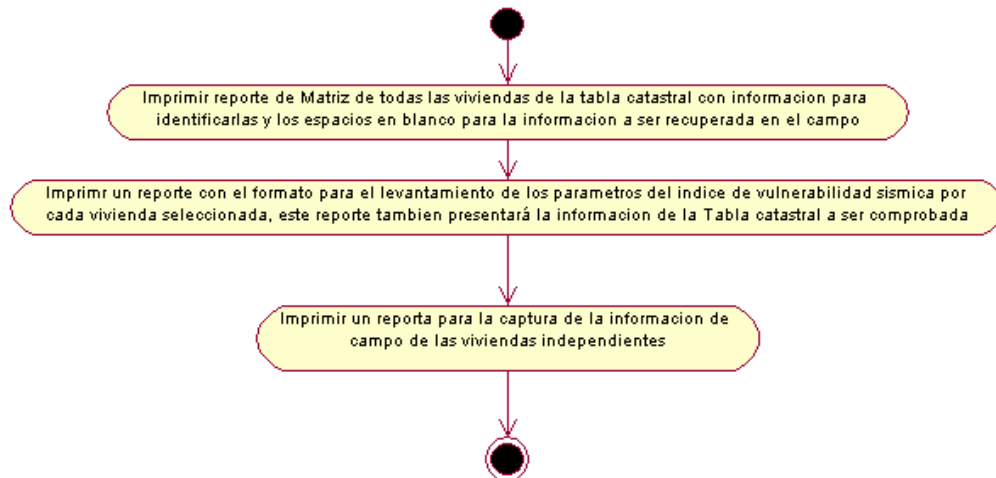 Imprimir reporte de Matriz de todas las viviendas de la tabla catastral con informacion para
identificarlas y los espacios en blanco para la informacion a ser recuperada en el campo
Imprimr un reporte con el formato para el levantamiento de los parametros del indice de vulnerabilidad sismica por
cada vivienda seleccionada, este reporte tambien presentará la informacion de la Tabla catastral a ser comprobada
Imprimir un reporta para la captura de la informacion de
campo de las viviendas independientes